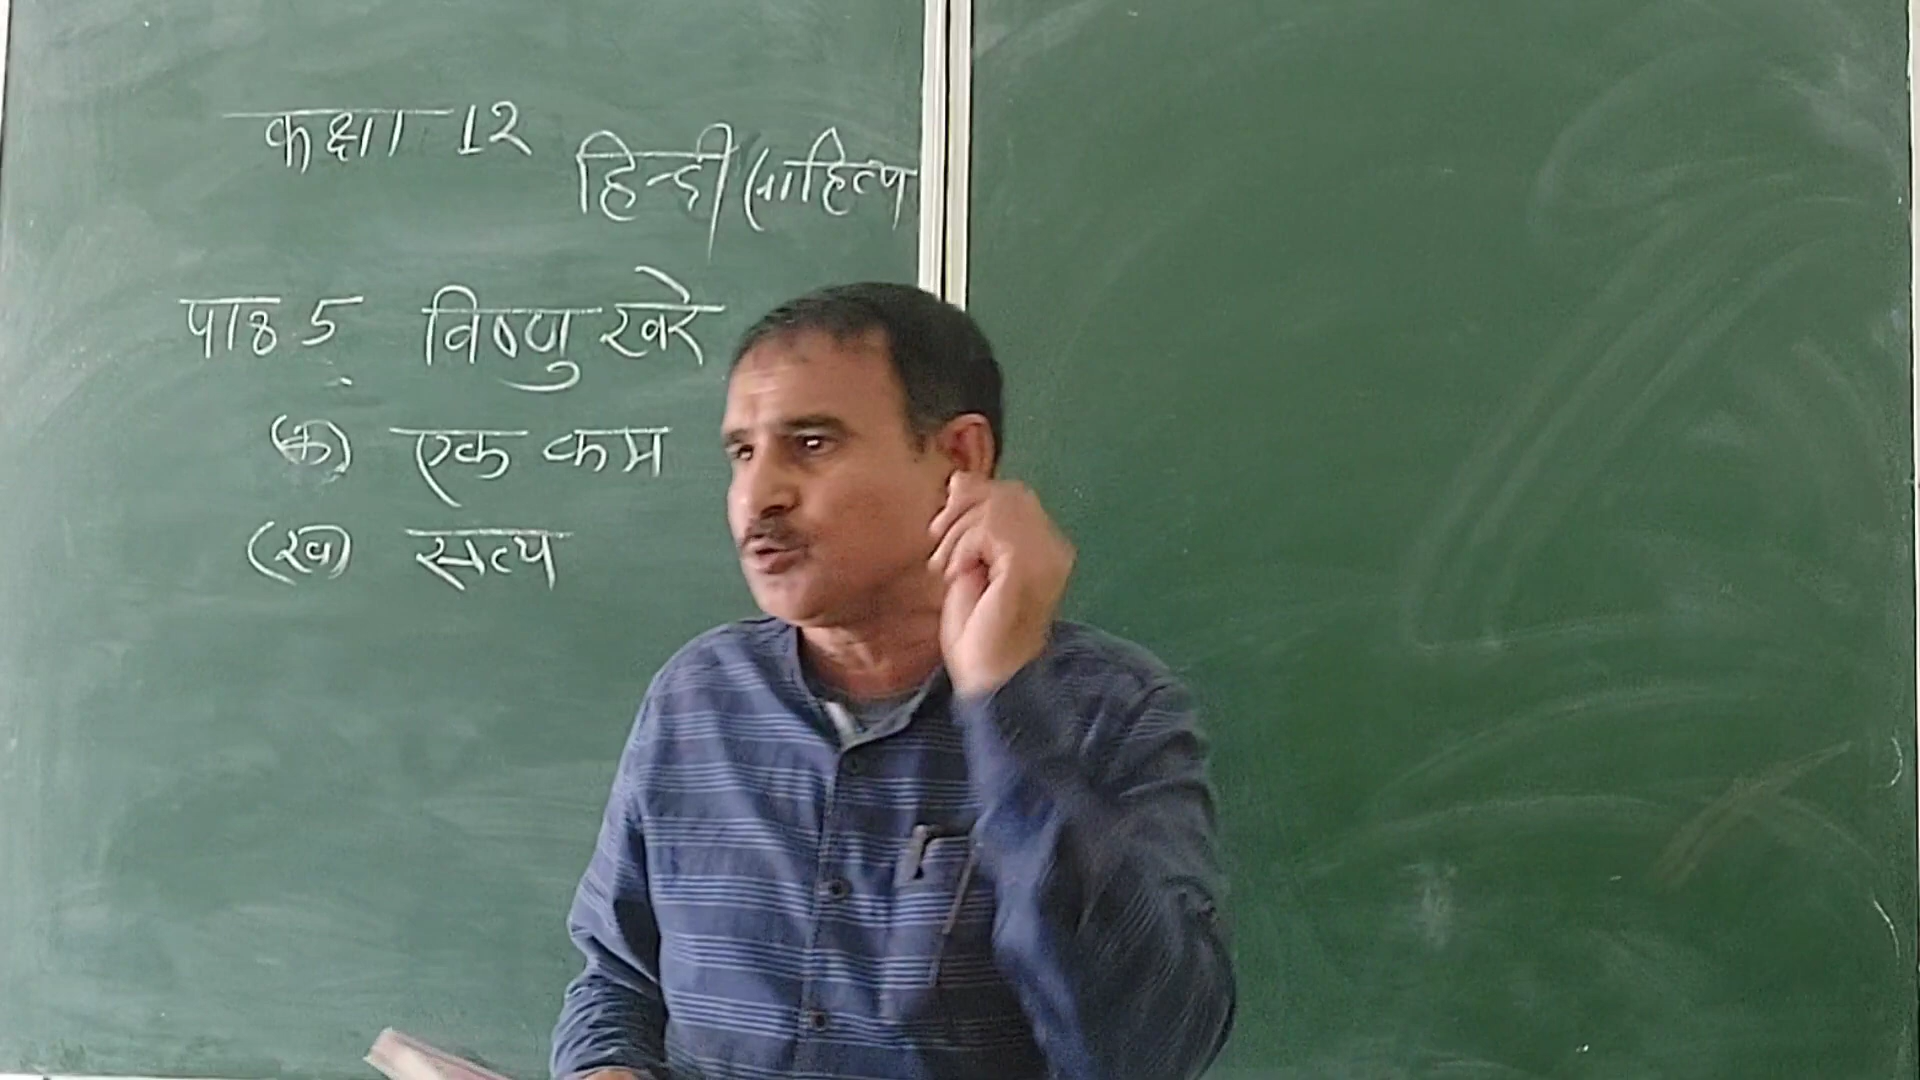 कक्षा 12
हिन्दी साहित्य
पाठ 5 विष्णु खरे
(क) एक कम
(ख) सत्य